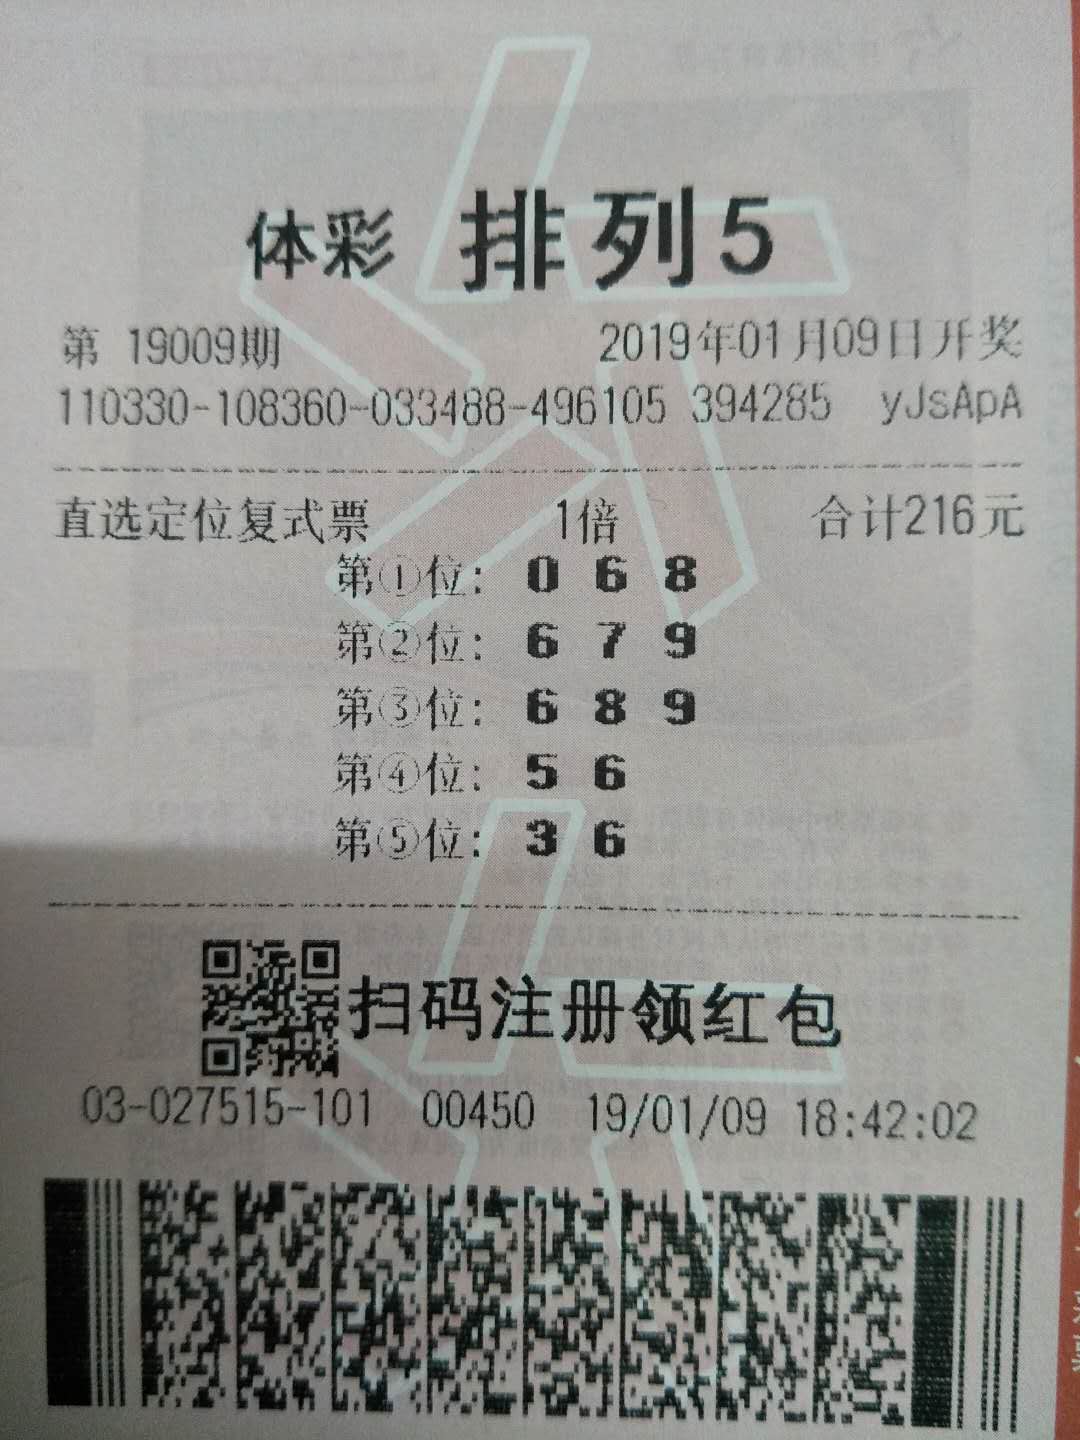 体彩 排列5
第 19009期 2019年01月09日开奖
110330-108360-033488-496105 394285 yJsApA
直选定位复式票 1倍 合计216元
第①位: 0 6 8
第②位: 6 7 9
第③位: 6 8 9
第④位: 5 6
第⑤位: 3 6
扫码注册领红包
03-027515-101 00450 19/01/09 18:42:02